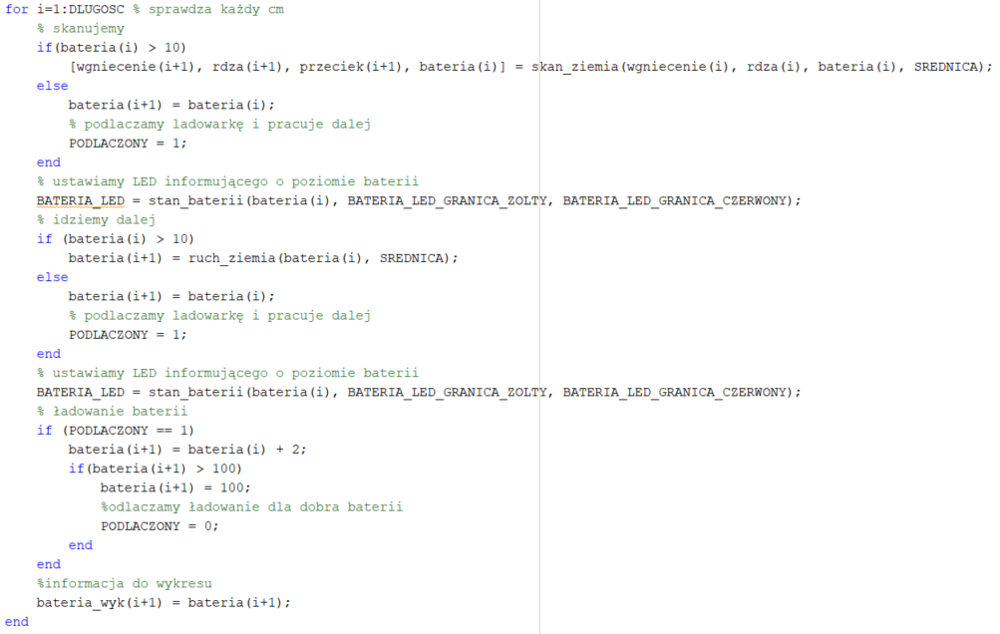 for i=1:DLUGOSC % sprawdza każdy cm
    % skanujemy
    if(bateria(i) > 10)
        [wgniecenie(i+1), rdza(i+1), przeciek(i+1), bateria(i)] = skan_ziemia(wgniecenie(i), rdza(i), bateria(i), SREDNICA);
    else
        bateria(i+1) = bateria(i);
        % podlaczamy ladowarkę i pracuje dalej
        PODLACZONY = 1;
    end
    % ustawiamy LED informującego o poziomie baterii
    BATERIA_LED = stan_baterii(bateria(i), BATERIA_LED_GRANICA_ZOLTY, BATERIA_LED_GRANICA_CZERWONY);
    % idziemy dalej
    if (bateria(i) > 10)
        bateria(i+1) = ruch_ziemia(bateria(i), SREDNICA);
    else
        bateria(i+1) = bateria(i);
        % podlaczamy ladowarkę i pracuje dalej
        PODLACZONY = 1;
    end
    % ustawiamy LED informującego o poziomie baterii
    BATERIA_LED = stan_baterii(bateria(i), BATERIA_LED_GRANICA_ZOLTY, BATERIA_LED_GRANICA_CZERWONY);
    % ładowanie baterii
    if (PODLACZONY == 1)
        bateria(i+1) = bateria(i) + 2;
        if(bateria(i+1) > 100)
            bateria(i+1) = 100;
            %odlaczamy ładowanie dla dobra baterii
            PODLACZONY = 0;
        end
    end
    %informacja do wykresu
    bateria_wyk(i+1) = bateria(i+1);
end